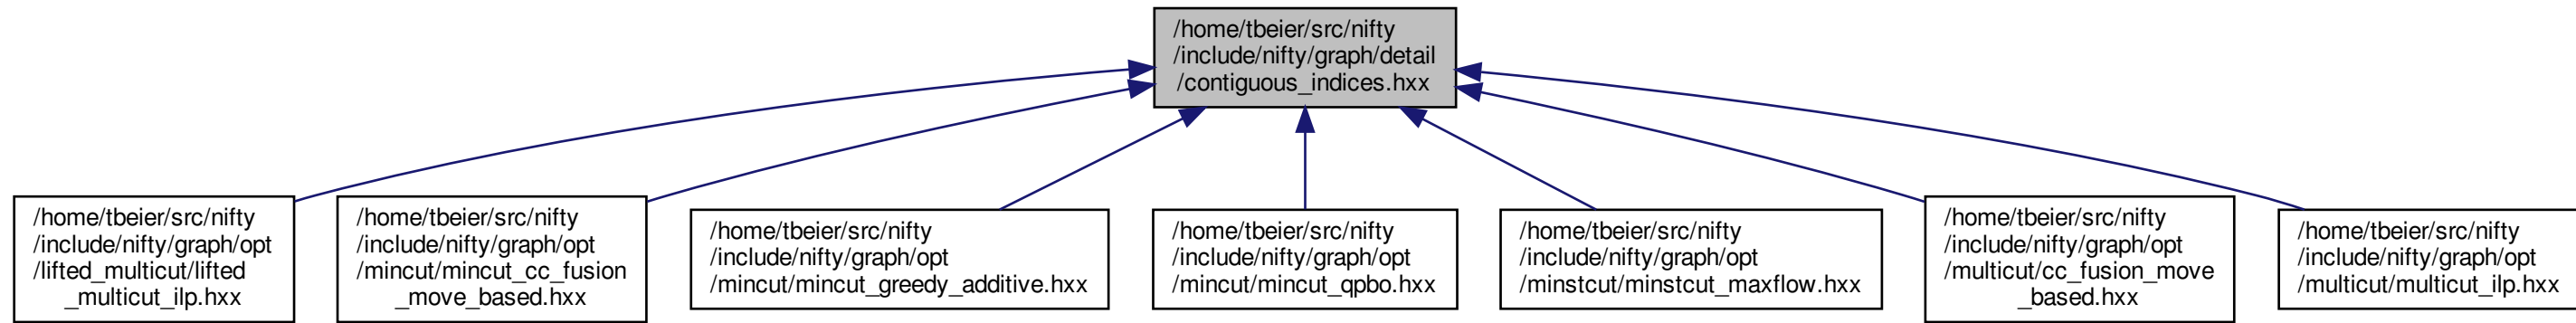 /home/tbeier/src/nifty
/include/nifty/graph/detail
/contiguous_indices.hxx
/home/tbeier/src/nifty
/include/nifty/graph/opt
/lifted_multicut/lifted
_multicut_ilp.hxx
/home/tbeier/src/nifty
/include/nifty/graph/opt
/mincut/mincut_cc_fusion
_move_based.hxx
/home/tbeier/src/nifty
/include/nifty/graph/opt
/mincut/mincut_greedy_additive.hxx
/home/tbeier/src/nifty
/include/nifty/graph/opt
/mincut/mincut_qpbo.hxx
/home/tbeier/src/nifty
/include/nifty/graph/opt
/minstcut/minstcut_maxflow.hxx
/home/tbeier/src/nifty
/include/nifty/graph/opt
/multicut/cc_fusion_move
_based.hxx
/home/tbeier/src/nifty
/include/nifty/graph/opt
/multicut/multicut_ilp.hxx